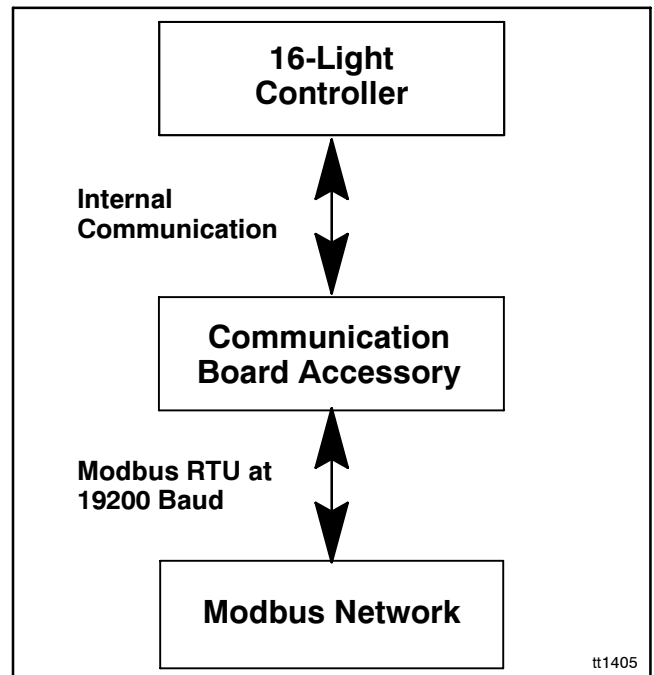 16-Light
Controller
Internal
Communication
Communication
Board Accessory
Modbus RTU at
19200 Baud
Modbus Network
tt1405